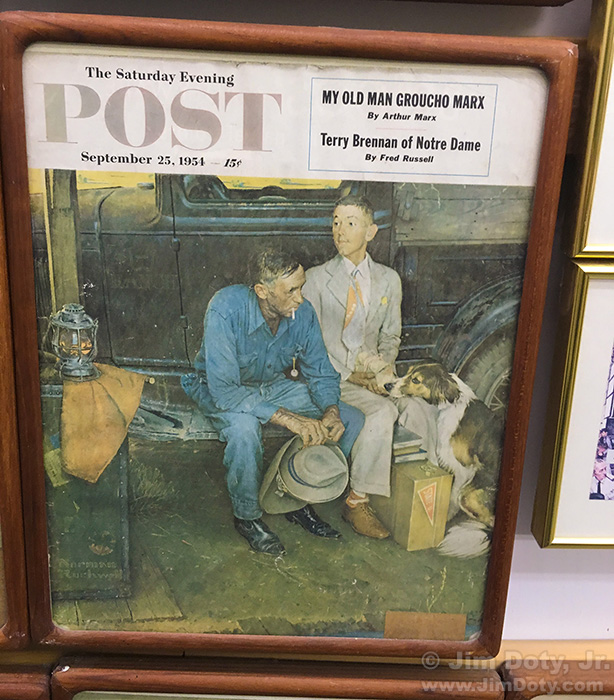 The Saturday Evening
POST
September 25, 1954 – 15¢
MY OLD MAN GROUCHO MARX
By Arthur Marx
Terry Brennan of Notre Dame
By Fred Russell
Norman
Rockwell
© Jim Doty, Jr
www.JimDoty.com